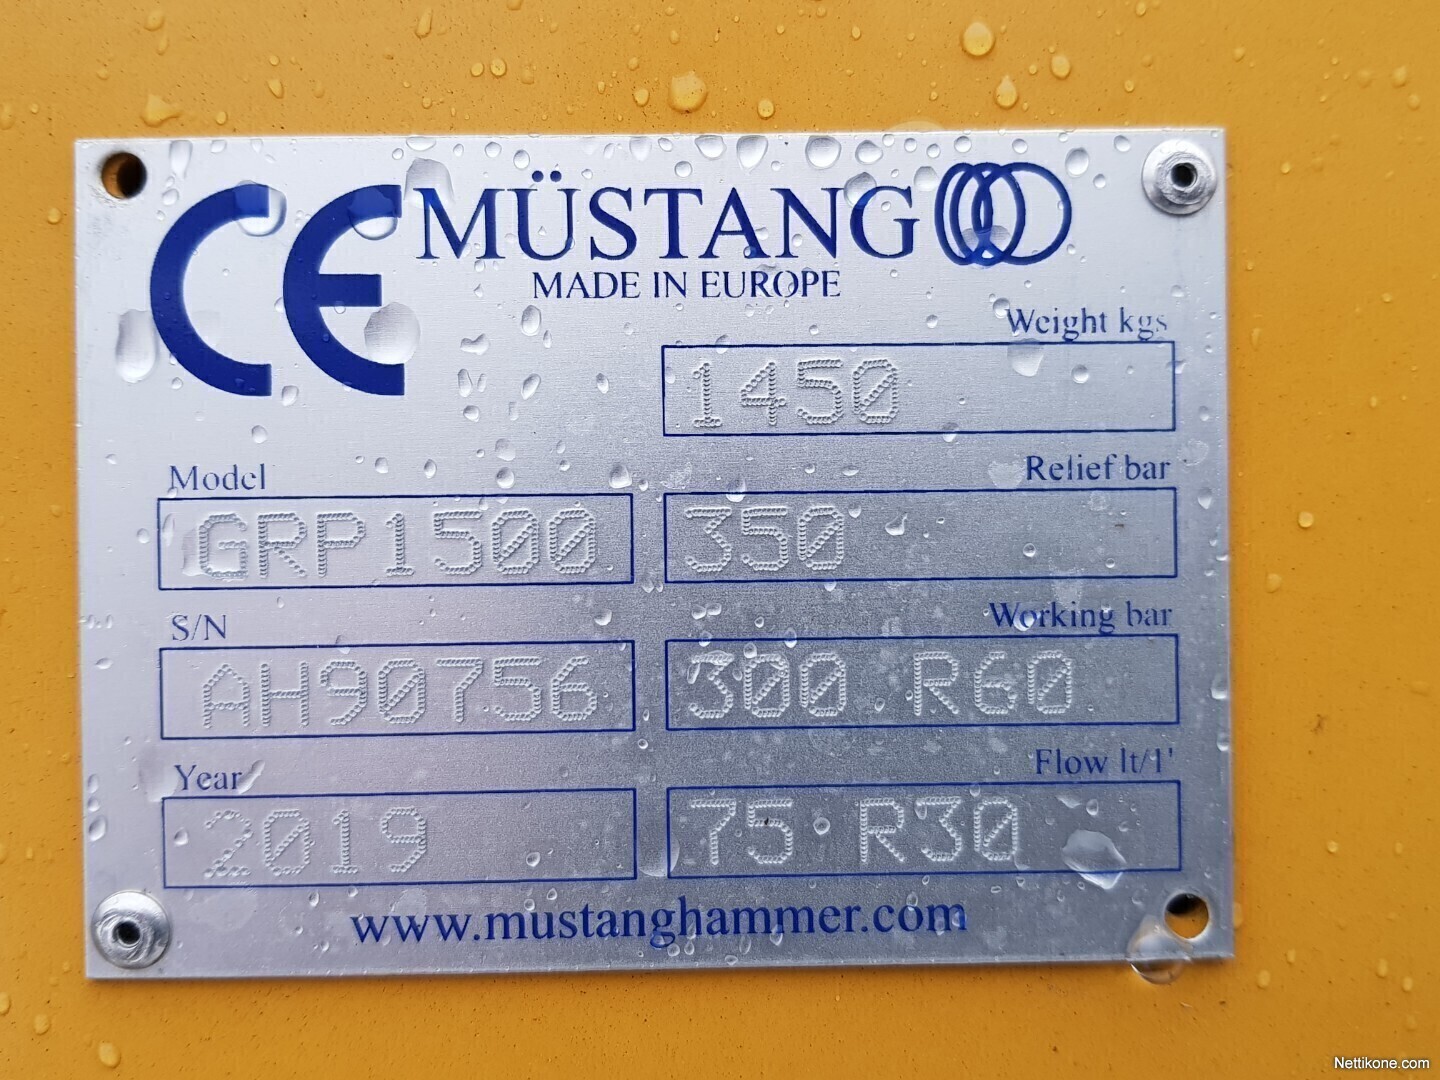 CE MÜSTANG
MADE IN EUROPE
Weight kgs
1450
Model
GRP1500
Relief bar
350
S/N
AH90756
Working bar
300 R60
Year
2019
Flow lt/1'
75 R30
www.mustanghammer.com
Nettikone.com